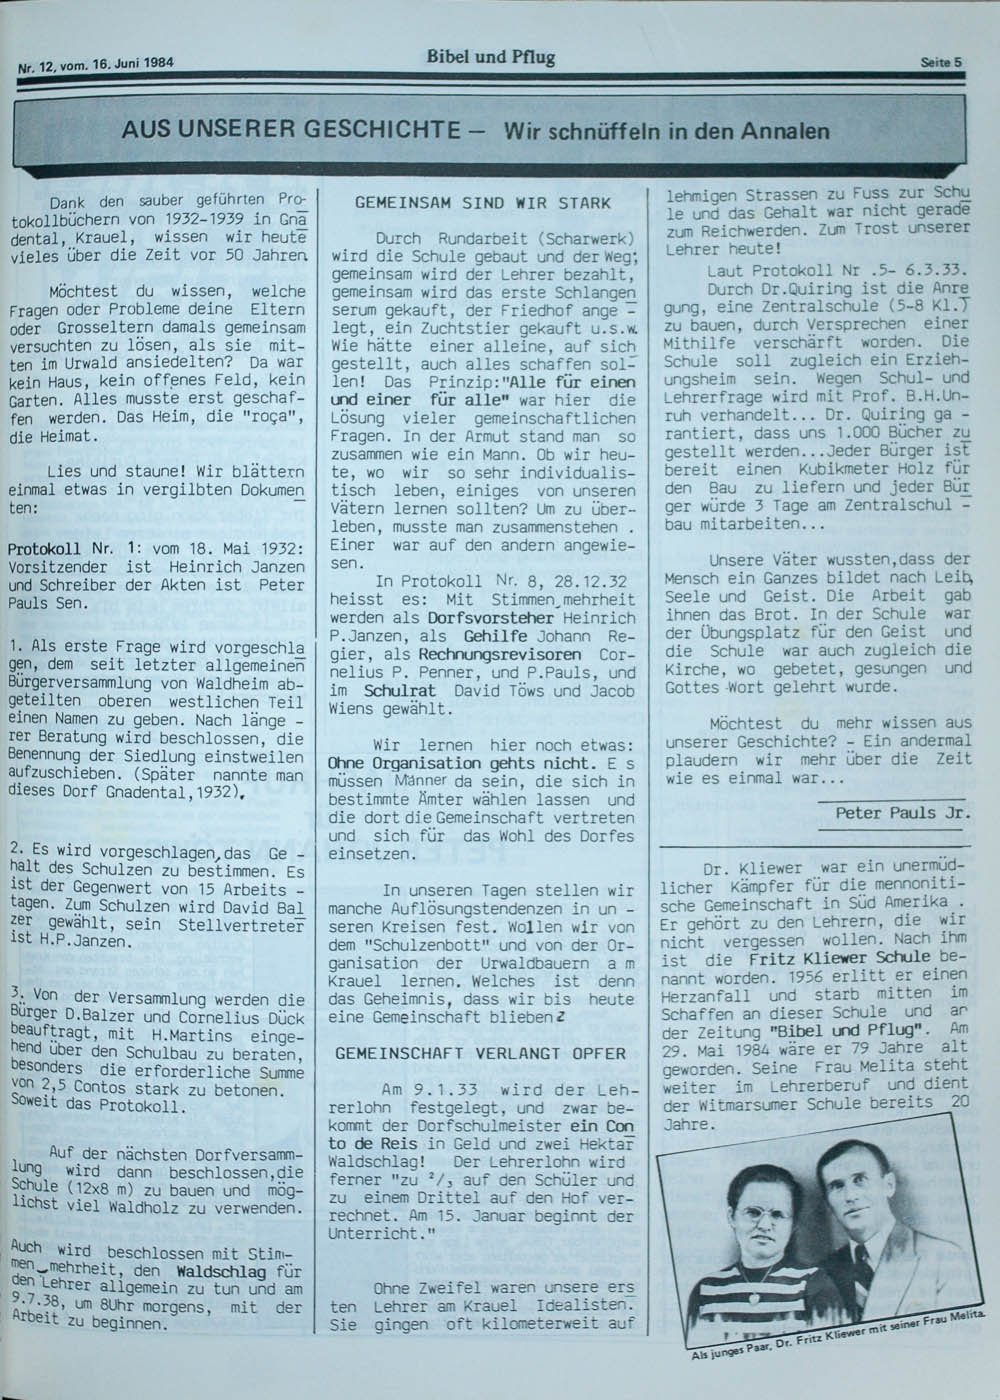 Nr. 12, vom. 16. Juni 1984
Bibel und Pflug
Seite 5
AUS UNSERER GESCHICHTE — Wir schnüffeln in den Annalen
Dank den sauber geführten Pro-
tokollbüchern von 1932-1939 in Gna
dental, Krauel, wissen wir heute
vieles über die Zeit vor 50 Jahren.
Möchtest du wissen, welche
Fragen oder Probleme deine Eltern
oder Grosseltern damals gemeinsam
versuchten zu lösen, als sie mit-
ten im Urwald ansiedelten? Da war
kein Haus, kein offenes Feld, kein
Garten. Alles musste erst geschaf-
fen werden. Das Heim, die "roça",
die Heimat.
Lies und staune! Wir blättern
einmal etwas in vergilbten Dokumen
ten:
Protokoll Nr. 1: vom 18. Mai 1932:
Vorsitzender ist Heinrich Janzen
und Schreiber der Akten ist Peter
Pauls Sen.
1. Als erste Frage wird vorgeschla
gen, dem seit letzter allgemeinen
Bürgerversammlung von Waldheim ab-
geteilten oberen westlichen Teil
einen Namen zu geben. Nach länge -
rer Beratung wird beschlossen, die
Benennung der Siedlung einstweilen
aufzuschieben. (Später nannte man
dieses Dorf Gnadental,1932).
2. Es wird vorgeschlagen,das Ge -
halt des Schulzen zu bestimmen. Es
ist der Gegenwert von 15 Arbeits -
tagen. Zum Schulzen wird David Bal
zer gewählt, sein Stellvertreter
ist H.P.Janzen.
3. Von der Versammlung werden die
Bürger D.Balzer und Cornelius Dück
beauftragt, mit H.Martins einge-
hend über den Schulbau zu beraten,
besonders die erforderliche Summe
von 2,5 Contos stark zu betonen.
Soweit das Protokoll.
Auf der nächsten Dorfversamm-
lung wird dann beschlossen,die
Schule (12x8 m) zu bauen und mög-
lichst viel Waldholz zu verwenden.
Auch wird beschlossen mit Stim-
men mehrheit, den Waldschlag für
den Lehrer allgemein zu tun und am
9.7.38, um 8Uhr morgens, mit der
Arbeit zu beginnen.
GEMEINSAM SIND WIR STARK
Durch Rundarbeit (Scharwerk)
wird die Schule gebaut und der Weg;
gemeinsam wird der Lehrer bezahlt,
gemeinsam wird das erste Schlangen
serum gekauft, der Friedhof ange -
legt, ein Zuchtstier gekauft u.s.w.
Wie hätte einer alleine, auf sich
gestellt, auch alles schaffen sol-
len! Das Prinzip:"Alle für einen
und einer für alle" war hier die
Lösung vieler gemeinschaftlichen
Fragen. In der Armut stand man so
zusammen wie ein Mann. Ob wir heu-
te, wo wir so sehr individualis-
tisch leben, einiges von unseren
Vätern lernen sollten? Um zu über-
leben, musste man zusammenstehen .
Einer war auf den andern angewie-
sen.
In Protokoll Nr. 8, 28.12.32
heisst es: Mit Stimmen mehrheit
werden als Dorfsvorsteher Heinrich
P.Janzen, als Gehilfe Johann Re-
gier, als Rechnungsrevisoren Cor-
nelius P. Penner, und P.Pauls, und
im Schulrat David Töws und Jacob
Wiens gewählt.
Wir lernen hier noch etwas:
Ohne Organisation gehts nicht. E s
müssen Männer da sein, die sich in
bestimmte Ämter wählen lassen und
die dort die Gemeinschaft vertreten
und sich für das Wohl des Dorfes
einsetzen.
In unseren Tagen stellen wir
manche Auflösungstendenzen in un -
seren Kreisen fest. Wollen wir von
dem "Schulzenbott" und von der Or-
ganisation der Urwaldbauern a m
Krauel lernen. Welches ist denn
das Geheimnis, dass wir bis heute
eine Gemeinschaft blieben?
GEMEINSCHAFT VERLANGT OPFER
Am 9.1.33 wird der Leh-
rerlohn festgelegt, und zwar be-
kommt der Dorfschulmeister ein Con
to de Reis in Geld und zwei Hektar
Waldschlag! Der Lehrerlohn wird
ferner "zu 2/3 auf den Schüler und
zu einem Drittel auf den Hof ver-
rechnet. Am 15. Januar beginnt der
Unterricht."
Ohne Zweifel waren unsere ers
ten Lehrer am Krauel Idealisten.
Sie gingen oft kilometerweit auf
lehmigen Strassen zu Fuss zur Schu
le und das Gehalt war nicht gerade
zum Reichwerden. Zum Trost unserer
Lehrer heute!
Laut Protokoll Nr .5- 6.3.33.
Durch Dr.Quiring ist die Anre
gung, eine Zentralschule (5-8 Kl.)
zu bauen, durch Versprechen einer
Mithilfe verschärft worden. Die
Schule soll zugleich ein Erzieh-
ungsheim sein. Wegen Schul- und
Lehrerfrage wird mit Prof. B.H.Un-
ruh verhandelt... Dr. Quiring ga -
rantiert, dass uns 1.000 Bücher zu
gestellt werden...Jeder Bürger ist
bereit einen Kubikmeter Holz für
den Bau zu liefern und jeder Bür
ger würde 3 Tage am Zentralschul -
bau mitarbeiten...
Unsere Väter wussten,dass der
Mensch ein Ganzes bildet nach Leib,
Seele und Geist. Die Arbeit gab
ihnen das Brot. In der Schule war
der Übungsplatz für den Geist und
die Schule war auch zugleich die
Kirche, wo gebetet, gesungen und
Gottes Wort gelehrt wurde.
Möchtest du mehr wissen aus
unserer Geschichte? - Ein andermal
plaudern wir mehr über die Zeit
wie es einmal war...
Peter Pauls Jr.
Dr. Kliewer war ein unermüd-
licher Kämpfer für die mennoniti-
sche Gemeinschaft in Süd Amerika .
Er gehört zu den Lehrern, die wir
nicht vergessen wollen. Nach ihm
ist die Fritz Kliewer Schule be-
nannt worden. 1956 erlitt er einen
Herzanfall und starb mitten im
Schaffen an dieser Schule und an
der Zeitung "Bibel und Pflug". Am
29. Mai 1984 wäre er 79 Jahre alt
geworden. Seine Frau Melita steht
weiter im Lehrerberuf und dient
der Witmarsumer Schule bereits 20
Jahre.
Als junges Paar, Dr. Fritz Kliewer mit seiner Frau Melita.